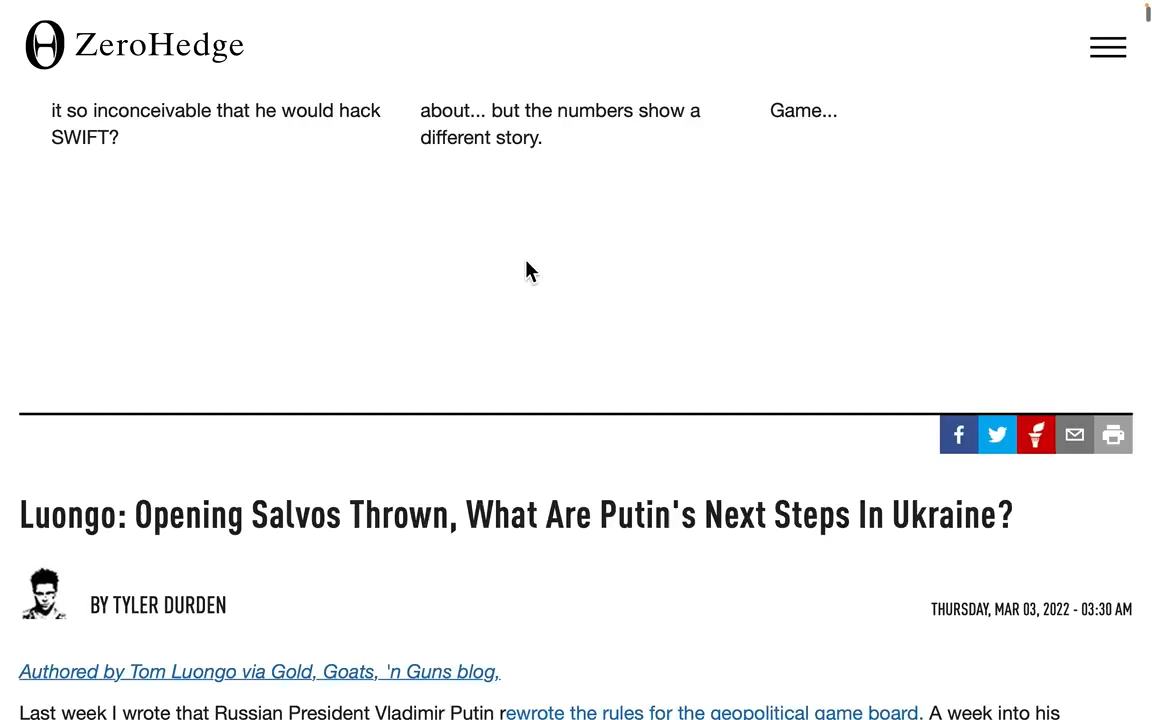 ZeroHedge
it so inconceivable that he would hack
SWIFT?
about... but the numbers show a
different story.
Game...
Luongo: Opening Salvos Thrown, What Are Putin's Next Steps In Ukraine?
BY TYLER DURDEN
THURSDAY, MAR 03, 2022 - 03:30 AM
Authored by Tom Luongo via Gold, Goats, 'n Guns blog,
Last week I wrote that Russian President Vladimir Putin rewrote the rules for the geopolitical game board. A week into his